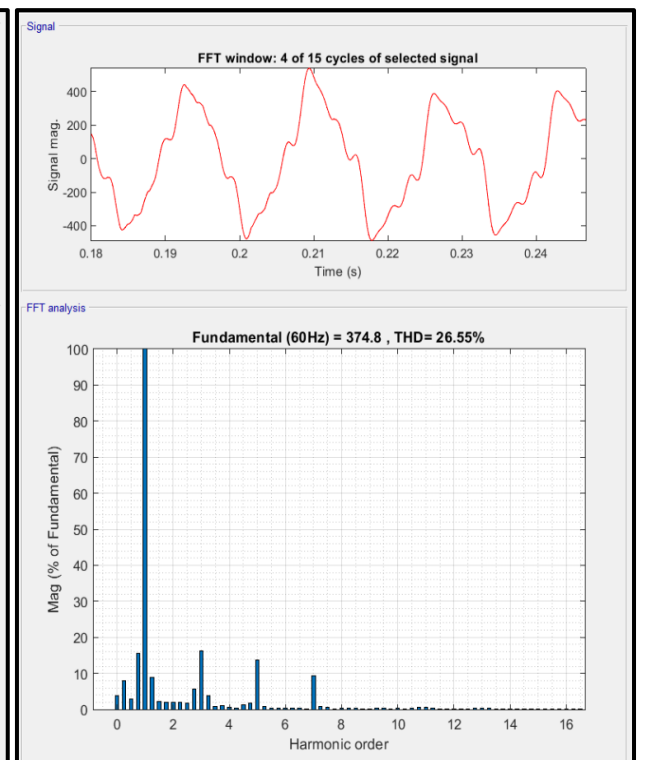 Signal
FFT window: 4 of 15 cycles of selected signal
400
200
0
-200
-400
Signal mag.
0.18 0.19 0.2 0.21 0.22 0.23 0.24
Time (s)
FFT analysis
Fundamental (60Hz) = 374.8 , THD= 26.55%
100
90
80
70
60
50
40
30
20
10
0
Mag (% of Fundamental)
0 2 4 6 8 10 12 14 16
Harmonic order